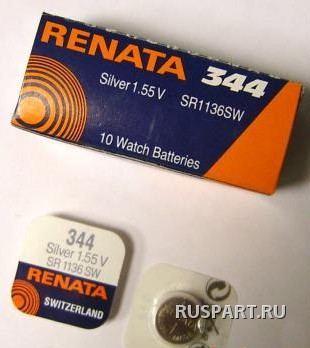 RENATA 344
Silver 1.55 V SR1136SW
10 Watch Batteries
344
Silver 1.55 V
SR 1136 SW
RENATA
SWITZERLAND
RUSPART.RU